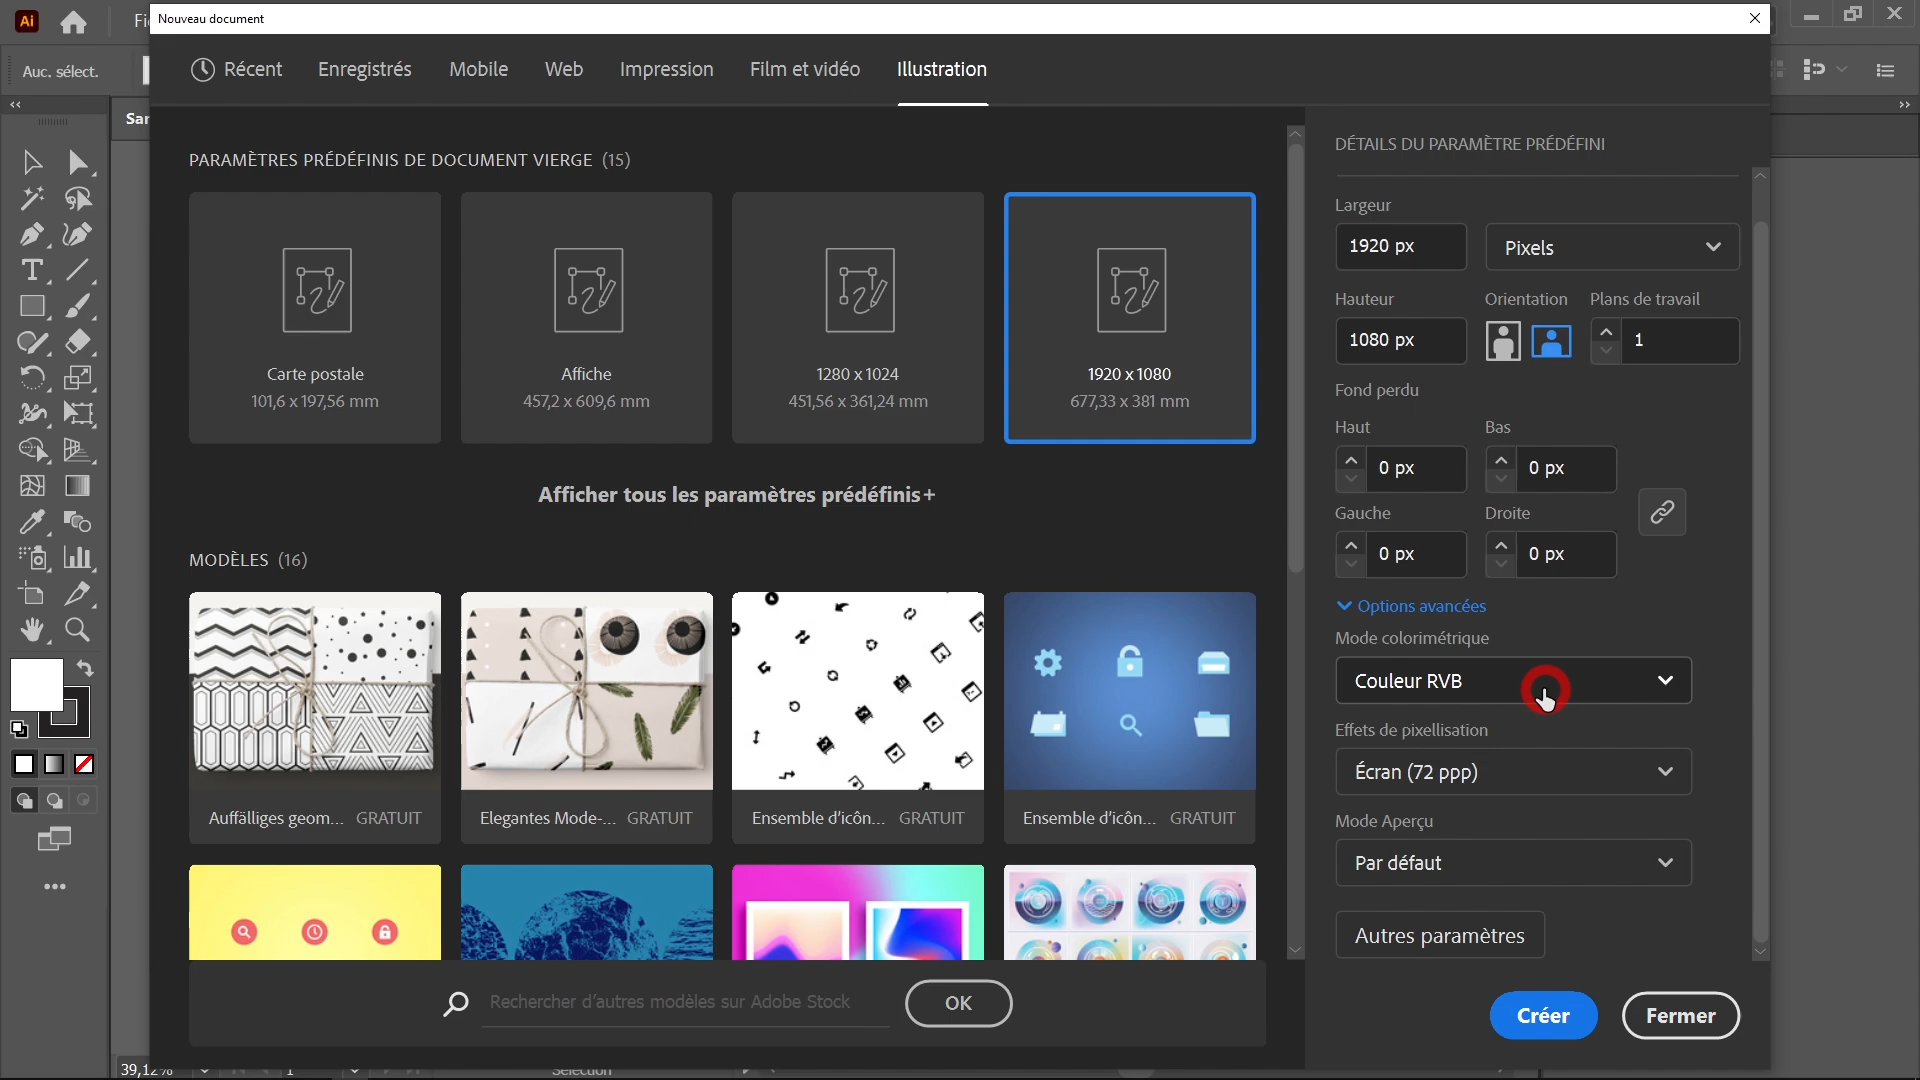 Ai
Nouveau document
Auc. sélect.
Récent
Enregistrés
Mobile
Web
Impression
Film et vidéo
Illustration
PARAMÈTRES PRÉDÉFINIS DE DOCUMENT VIERGE (15)
Carte postale
101,6 x 197,56 mm
Affiche
457,2 x 609,6 mm
1280 x 1024
451,56 x 361,24 mm
1920 x 1080
677,33 x 381 mm
Afficher tous les paramètres prédéfinis+
MODÈLES (16)
Auffälliges geom... GRATUIT
Elegantes Mode-... GRATUIT
Ensemble d'icôn... GRATUIT
Ensemble d'icôn... GRATUIT
Rechercher d'autres modèles sur Adobe Stock
OK
DÉTAILS DU PARAMÈTRE PRÉDÉFINI
Largeur
1920 px
Pixels
Hauteur
Orientation
Plans de travail
1080 px
1
Fond perdu
Haut
Bas
0 px
0 px
Gauche
Droite
0 px
0 px
Options avancées
Mode colorimétrique
Couleur RVB
Effets de pixellisation
Écran (72 ppp)
Mode Aperçu
Par défaut
Autres paramètres
Créer
Fermer
39,12%
1
Sélection